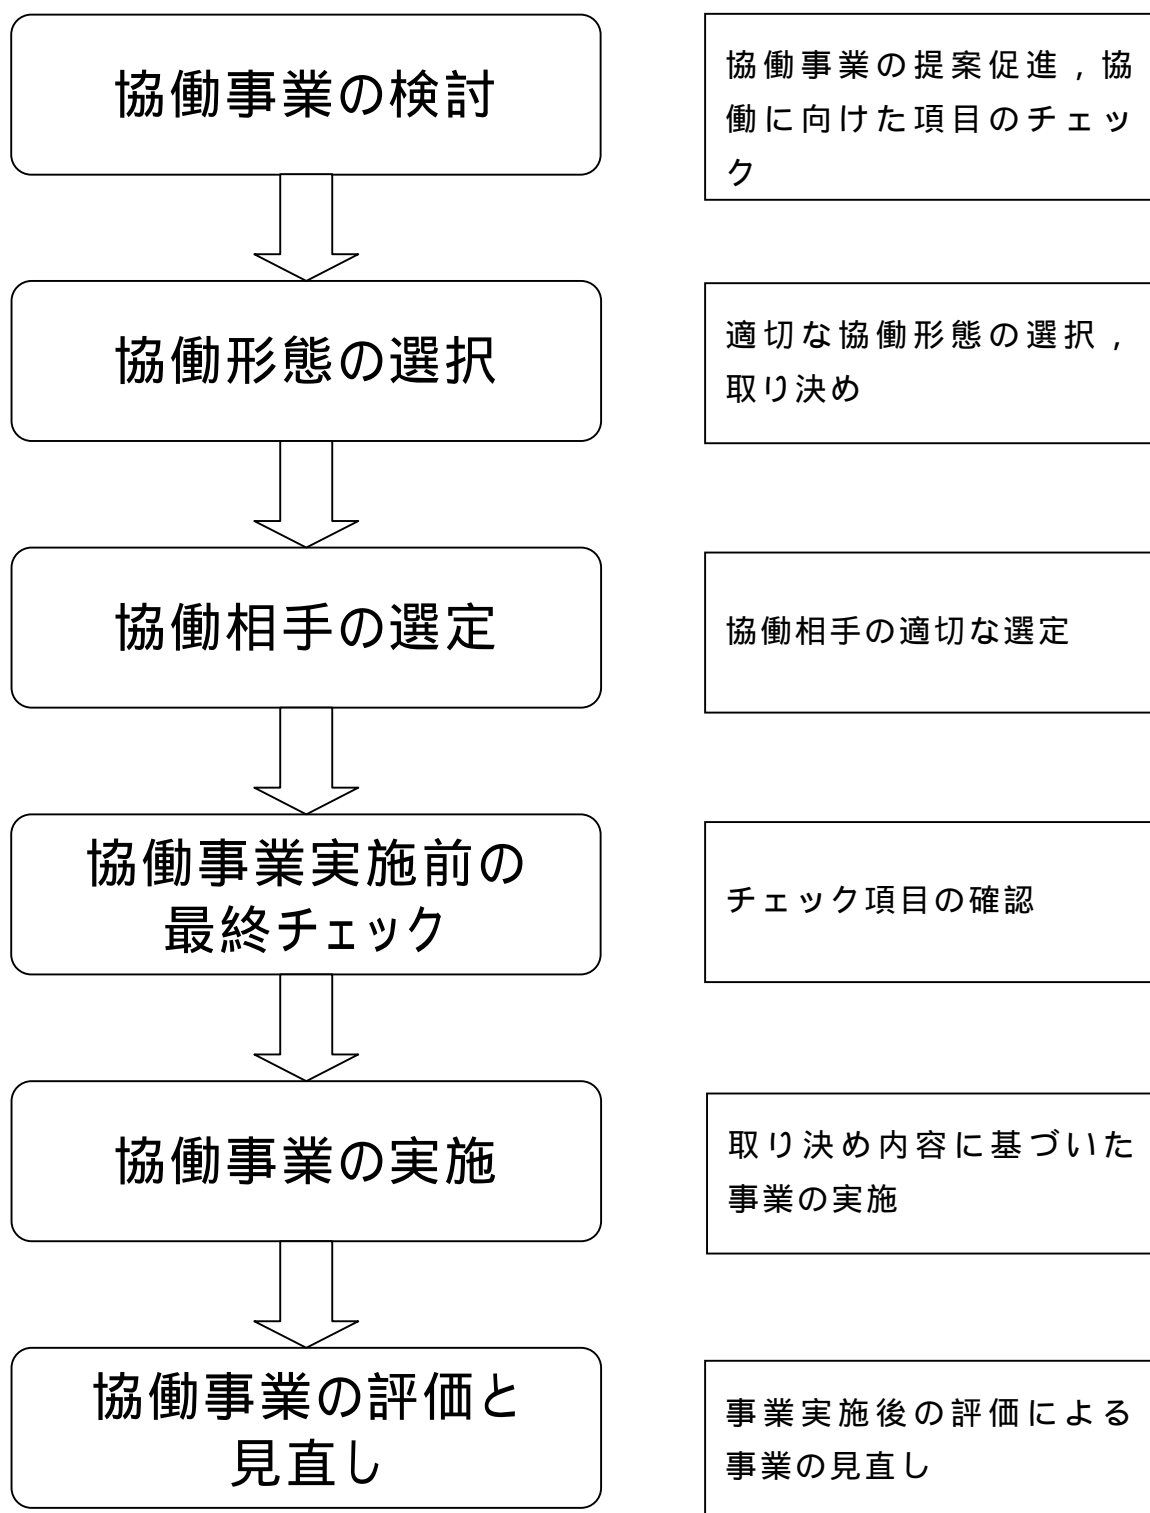 協働事業の検討
協働事業の提案促進，協
働に向けた項目のチェッ
ク
協働形態の選択
適切な協働形態の選択，
取り決め
協働相手の選定
協働相手の適切な選定
協働事業実施前の
最終チェック
チェック項目の確認
協働事業の実施
取り決め内容に基づいた
事業の実施
協働事業の評価と
見直し
事業実施後の評価による
事業の見直し